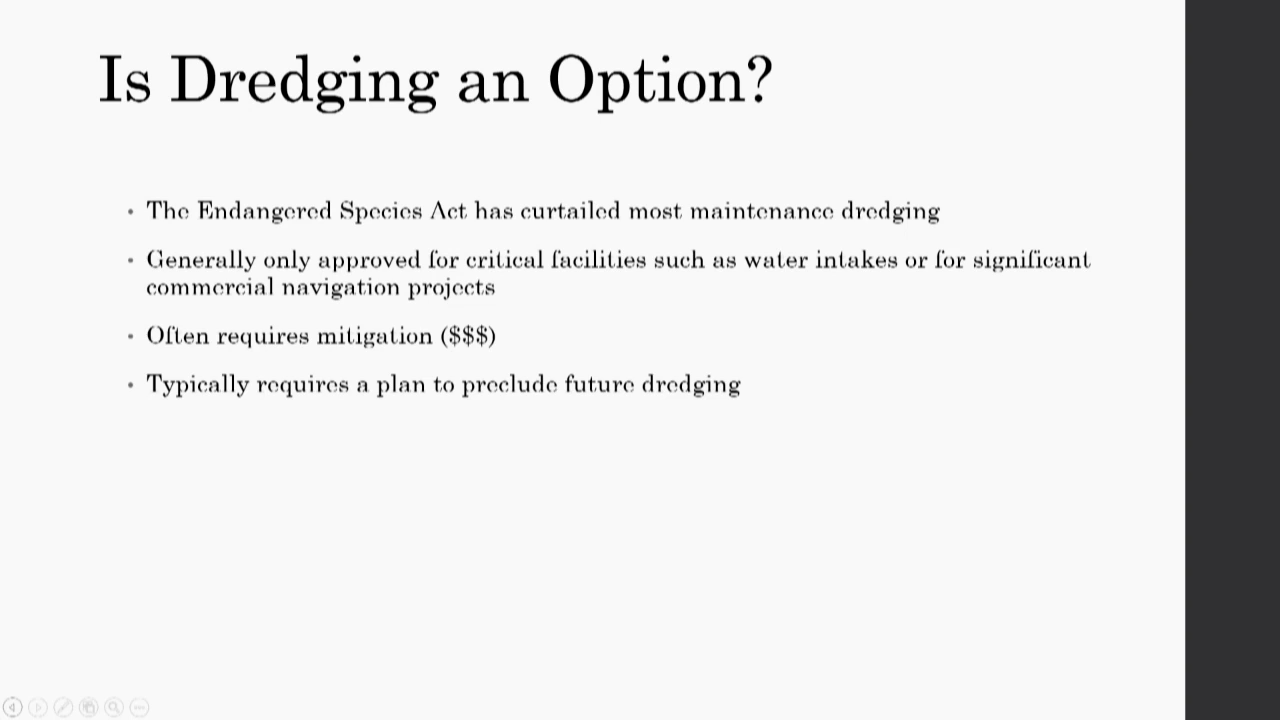 Is Dredging an Option?
• The Endangered Species Act has curtailed most maintenance dredging
• Generally only approved for critical facilities such as water intakes or for significant
commercial navigation projects
• Often requires mitigation ($$$)
• Typically requires a plan to preclude future dredging